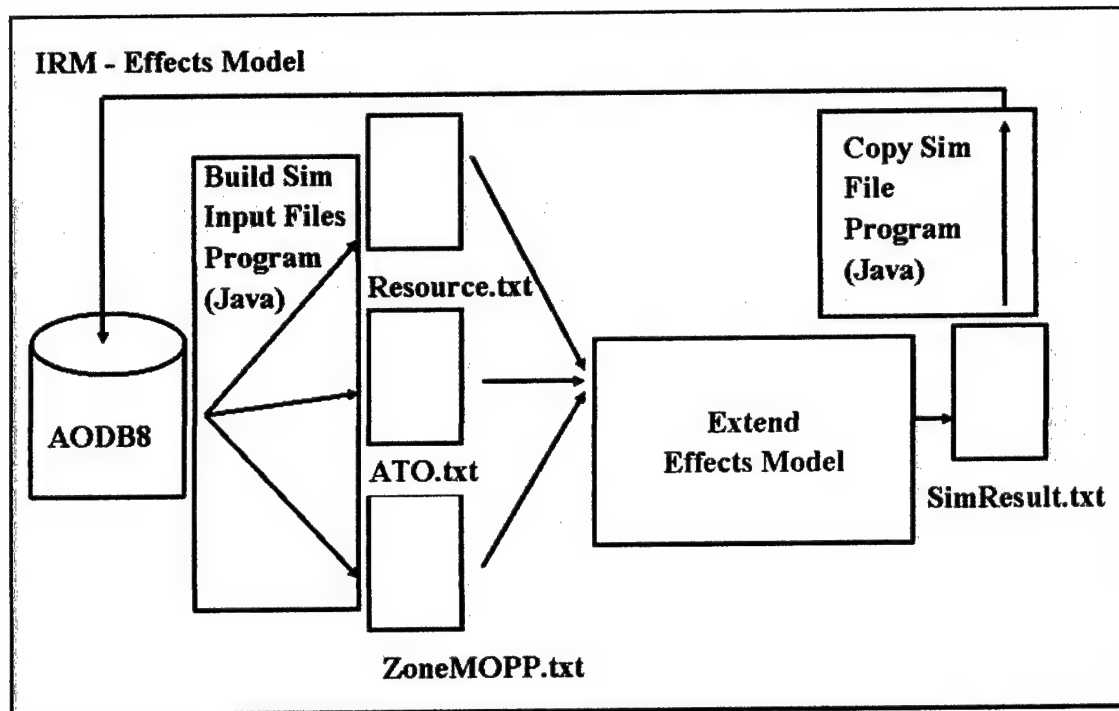 IRM - Effects Model
Build Sim
Input Files
Program
(Java)
Resource.txt
Copy Sim
File
Program
(Java)
AODB8
ATO.txt
Extend
Effects Model
SimResult.txt
ZoneMOPP.txt